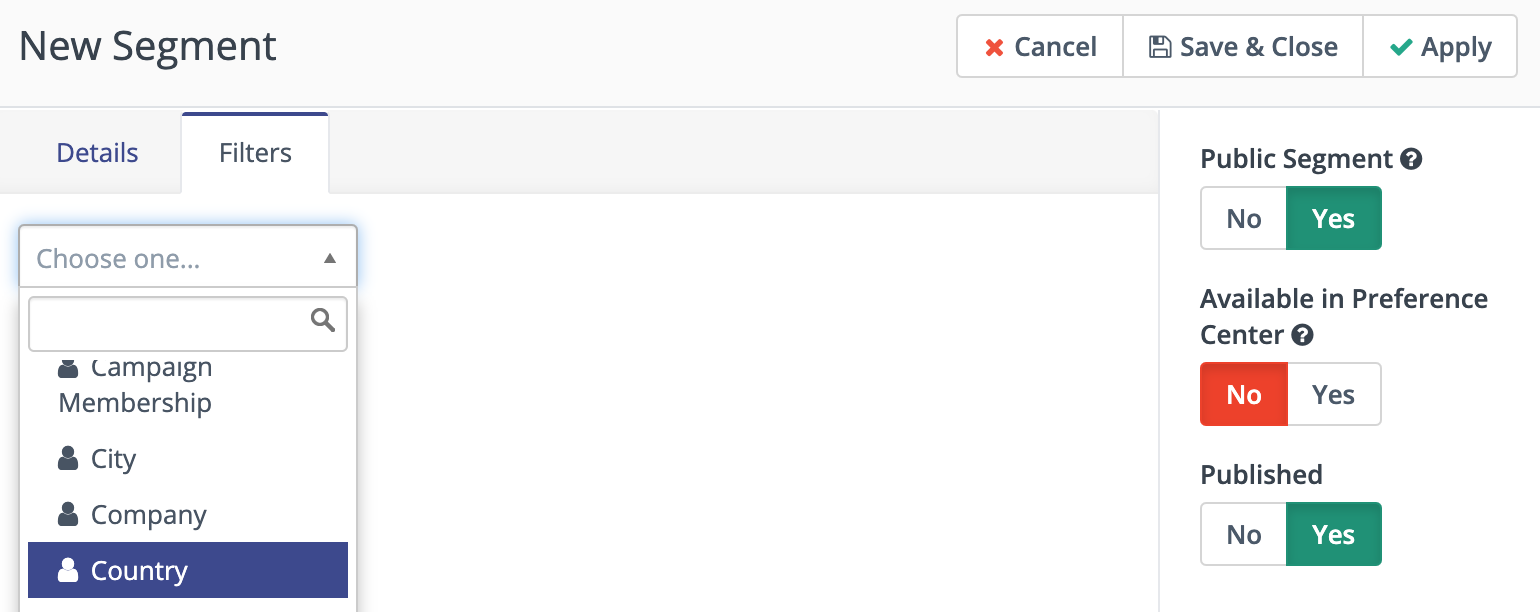 New Segment
Cancel
Save & Close
Apply
Details
Filters
Choose one...
Campaign
Membership
City
Company
Country
Public Segment
No
Yes
Available in Preference
Center
No
Yes
Published
No
Yes